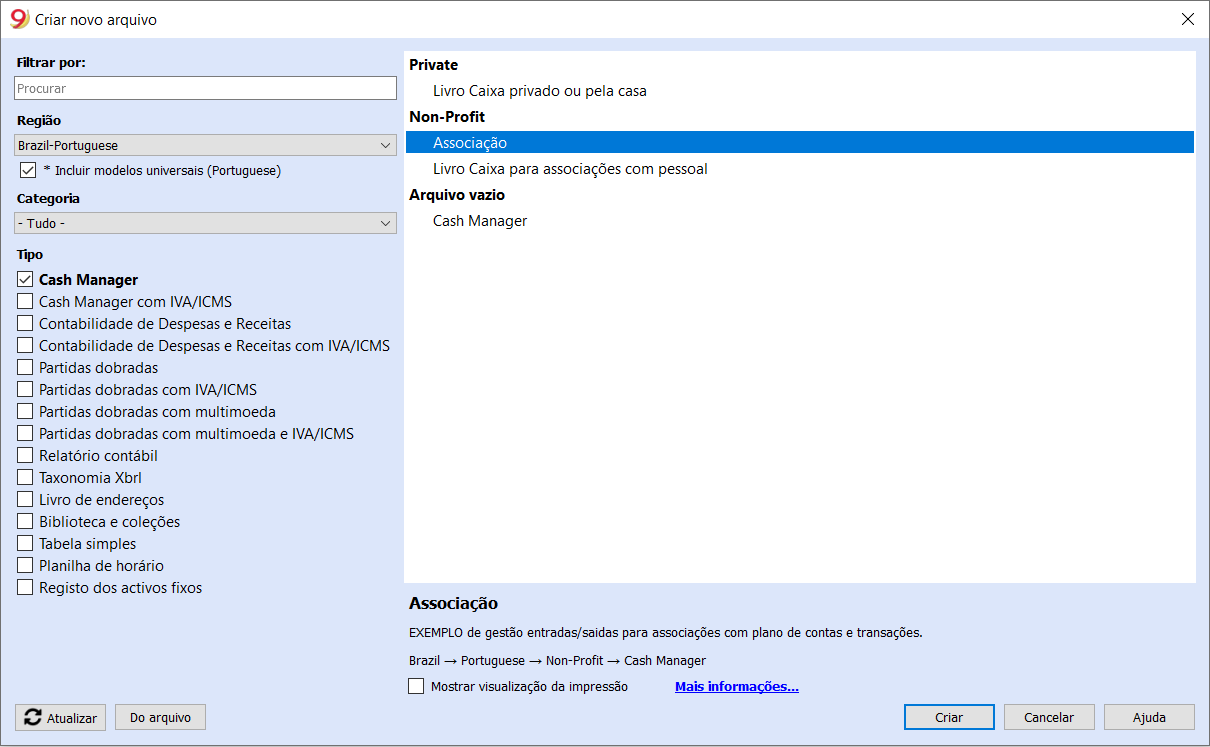 Criar novo arquivo
Filtrar por:
Procurar
Região
Brazil-Portuguese
* Incluir modelos universais (Portuguese)
Categoria
- Tudo -
Tipo
Cash Manager
Cash Manager com IVA/ICMS
Contabilidade de Despesas e Receitas
Contabilidade de Despesas e Receitas com IVA/ICMS
Partidas dobradas
Partidas dobradas com IVA/ICMS
Partidas dobradas com multimoeda
Partidas dobradas com multimoeda e IVA/ICMS
Relatório contábil
Taxonomia Xbrl
Livro de endereços
Biblioteca e coleções
Tabela simples
Planilha de horário
Registo dos activos fixos
Private
Livro Caixa privado ou pela casa
Non-Profit
Associação
Livro Caixa para associações com pessoal
Arquivo vazio
Cash Manager
Associação
EXEMPLO de gestão entradas/saidas para associações com plano de contas e transações.
Brazil → Portuguese → Non-Profit → Cash Manager
Mostrar visualização da impressão Mais informações...
Atualizar Do arquivo Criar Cancelar Ajuda